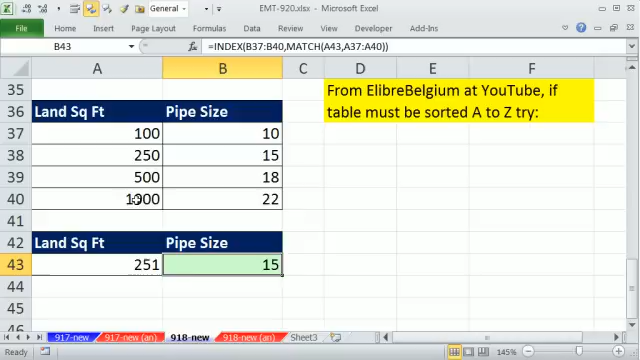 EMT-920.xlsx - Microsoft Excel
General
File Home Insert Page Layout Formulas Data Review View Developer
B43 fx =INDEX(B37:B40,MATCH(A43,A37:A40))
A B C D E F
35 From ElibreBelgium at YouTube, if
36 Land Sq Ft Pipe Size table must be sorted A to Z try:
37 100 10
38 250 15
39 500 18
40 1000 22
41
42 Land Sq Ft Pipe Size
43 251 15
44
45
46
917-new 917-new (an) 918-new 918-new (an) Sheet3
Ready 145%